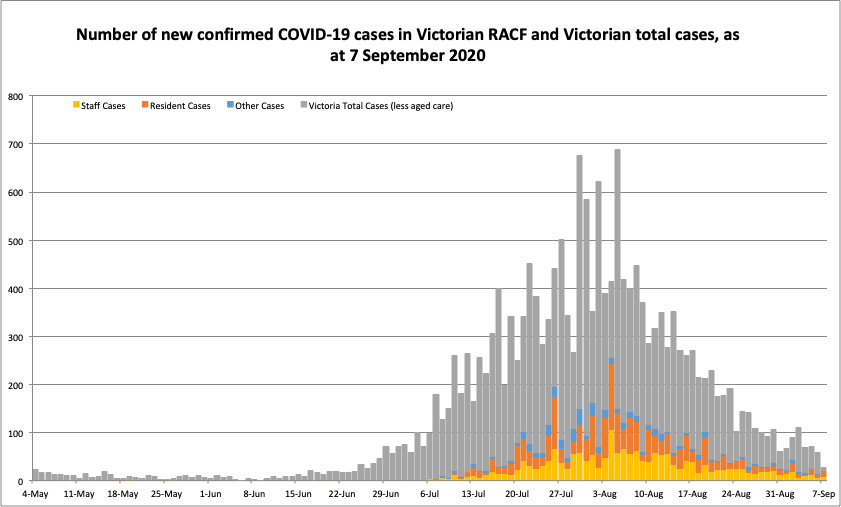 Number of new confirmed COVID-19 cases in Victorian RACF and Victorian total cases, as
at 7 September 2020
800
Staff Cases Resident Cases Other Cases Victoria Total Cases (less aged care)
700
600
500
400
300
200
100
0
4-May 11-May 18-May 25-May 1-Jun 8-Jun 15-Jun 22-Jun 29-Jun 6-Jul 13-Jul 20-Jul 27-Jul 3-Aug 10-Aug 17-Aug 24-Aug 31-Aug 7-Sep